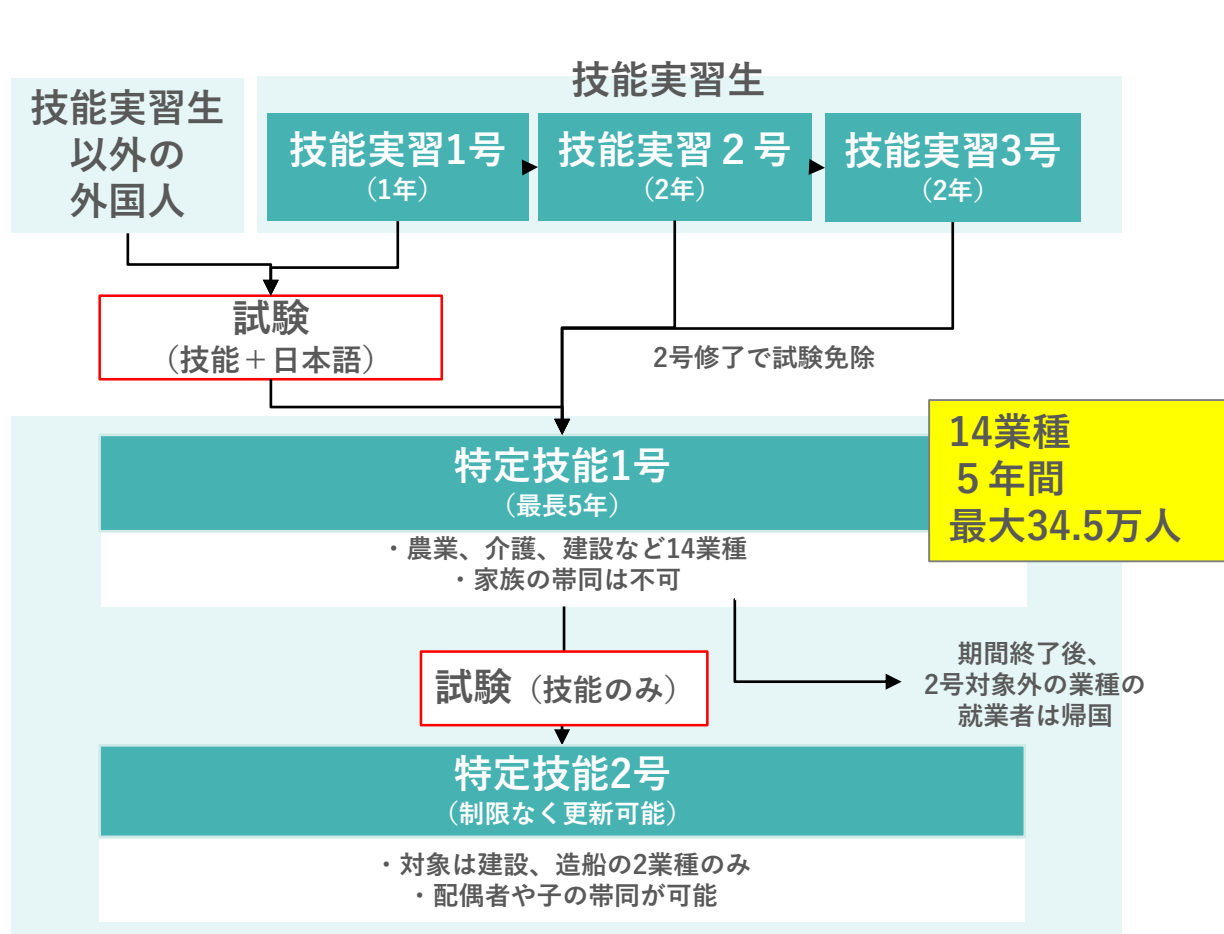 技能実習生
以外の
外国人
技能実習生
技能実習1号
（1年）
技能実習２号
（2年）
技能実習3号
（2年）
試験
（技能＋日本語）
2号修了で試験免除
14業種
５年間
最大34.5万人
特定技能1号
（最長5年）
・農業、介護、建設など14業種
・家族の帯同は不可
試験（技能のみ）
期間終了後、
2号対象外の業種の
就業者は帰国
特定技能2号
（制限なく更新可能）
・対象は建設、造船の2業種のみ
・配偶者や子の帯同が可能